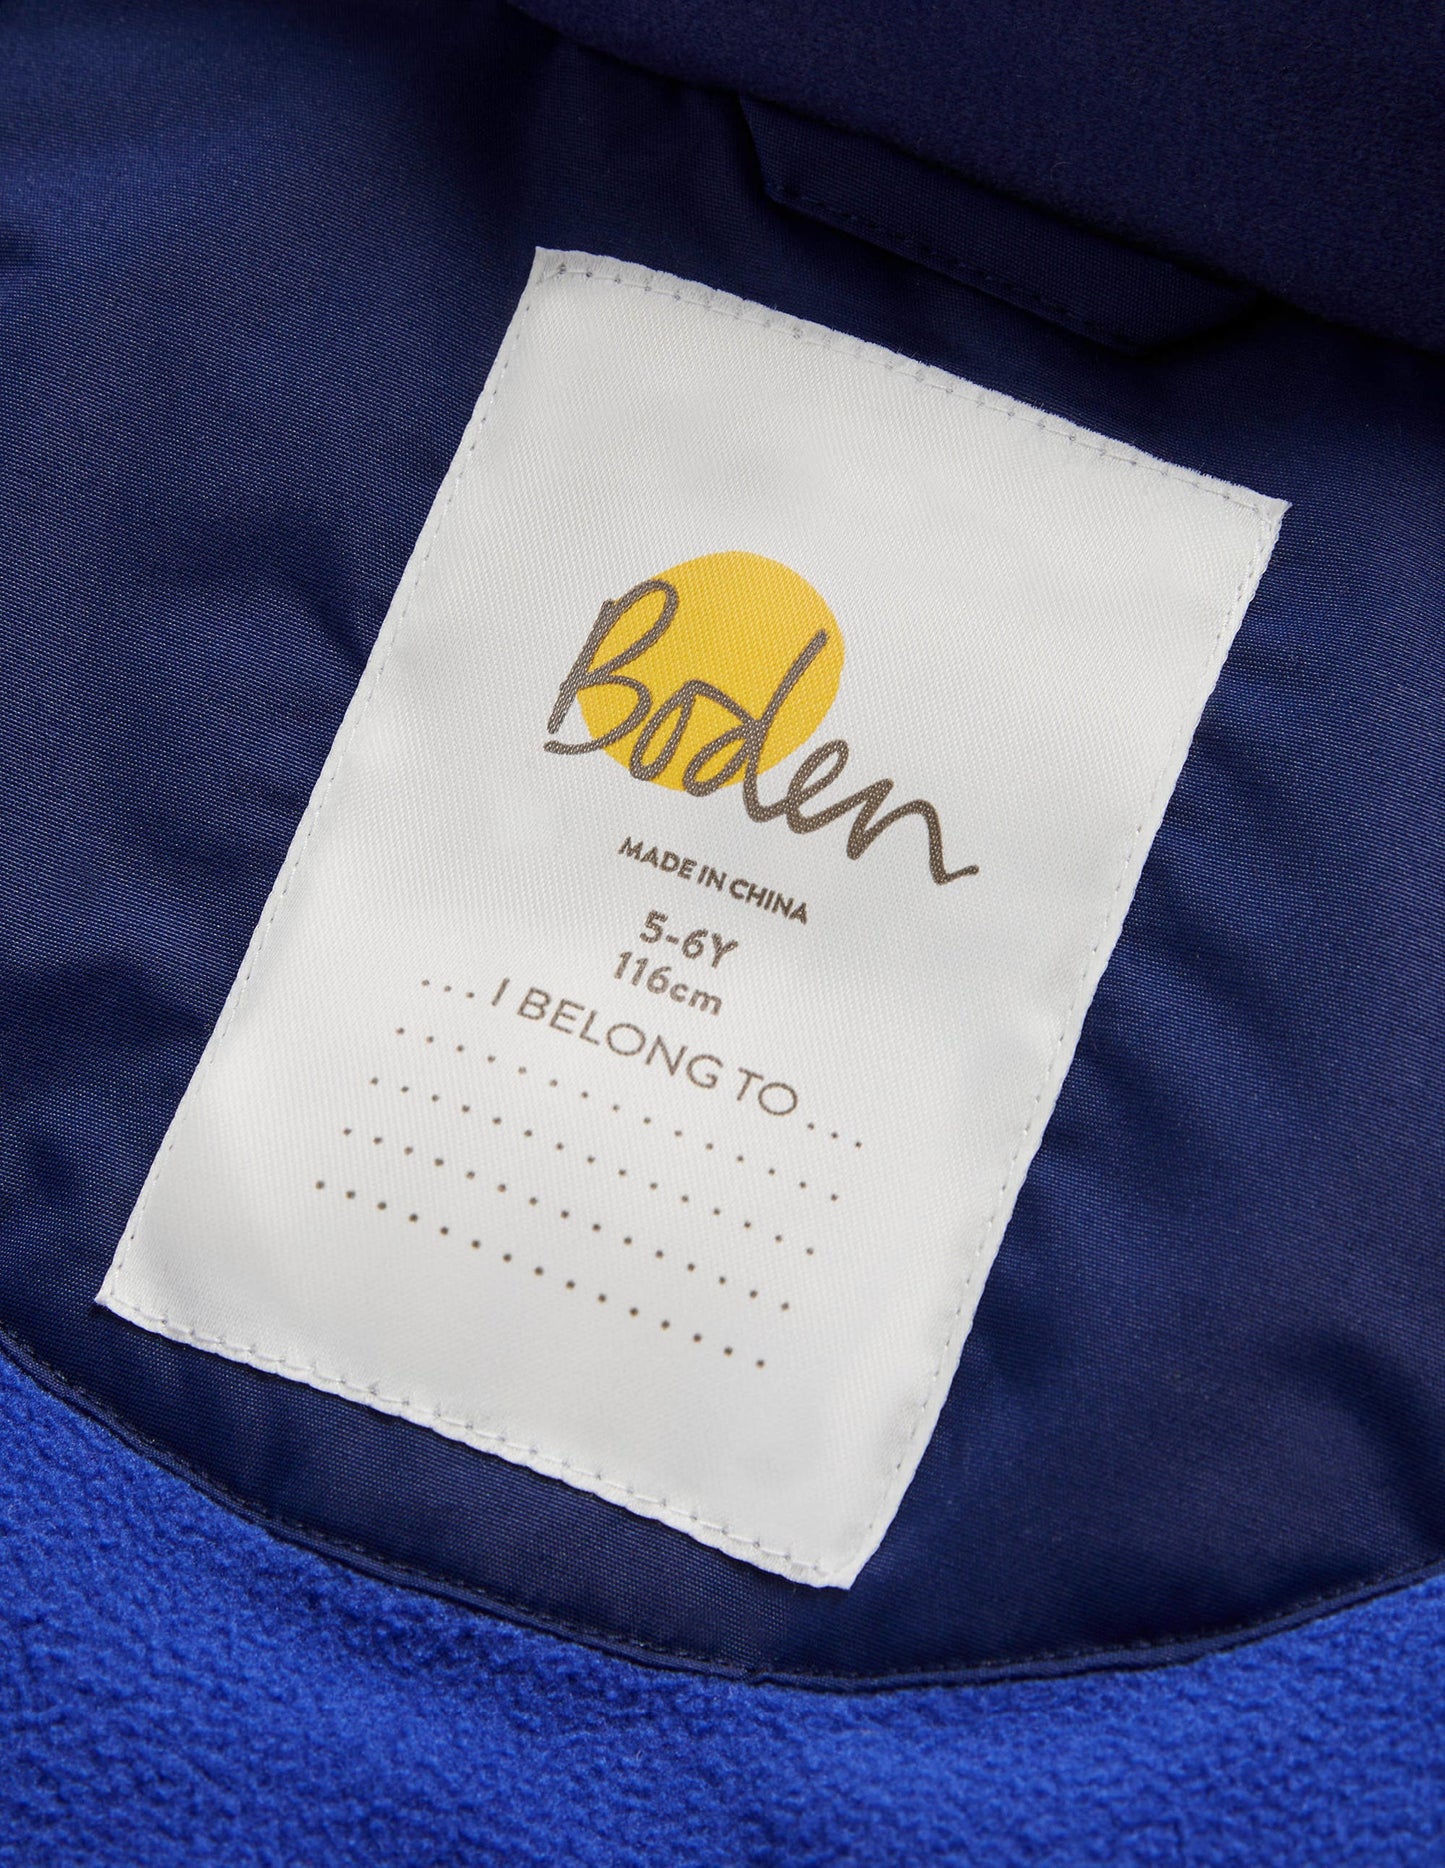 Boden
MADE IN CHINA
5-6Y
116cm
... I BELONG TO ...